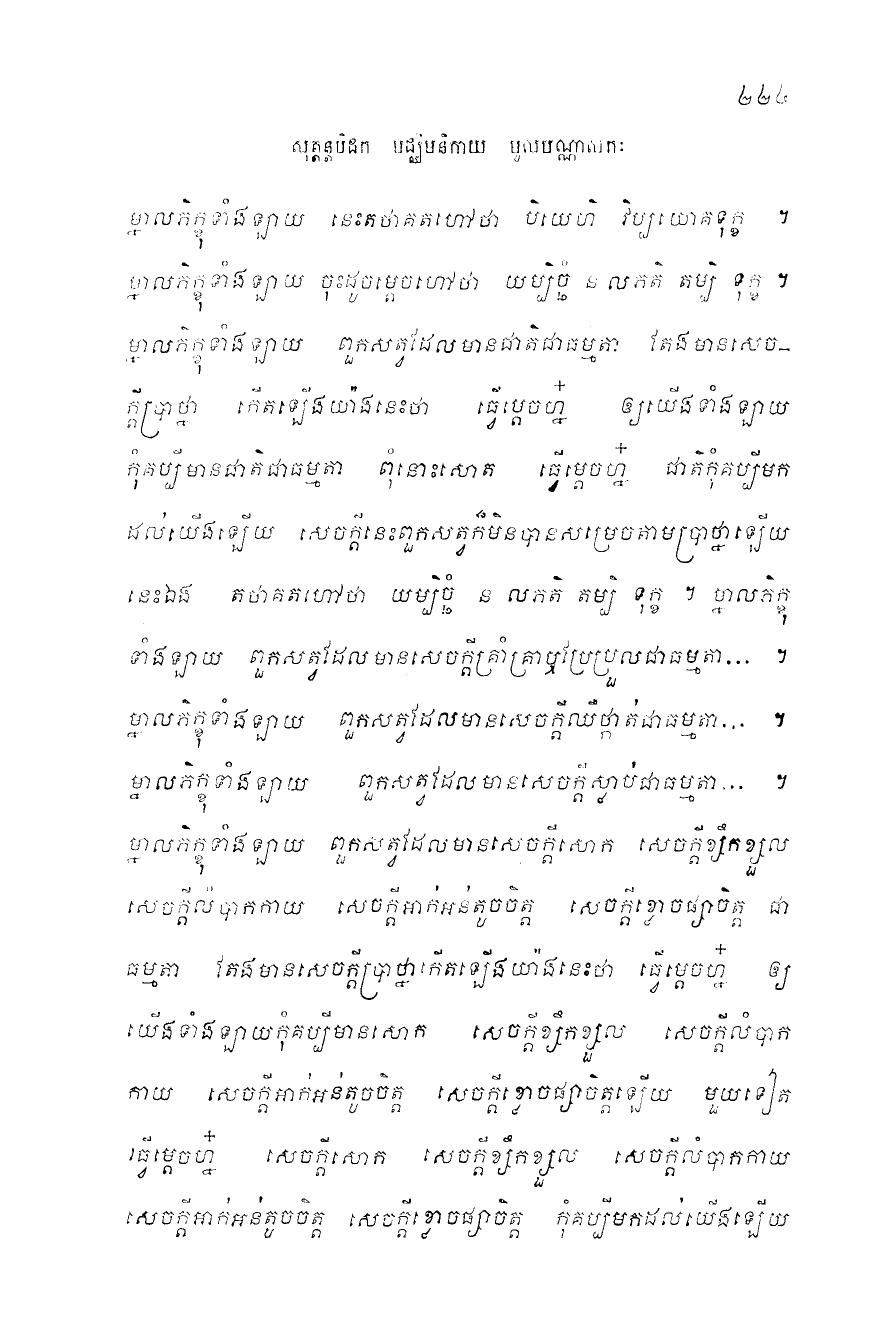 ២២៤
សុត្តន្តបិដក មជ្ឈិមនិកាយ មូលបណ្ណាសកៈ
ម្នាលភិក្ខុទាំងឡាយ នេះតថាគតហៅថា បិយេហិ វិប្បយោគទុក្ខ ។
ម្នាលភិក្ខុទាំងឡាយ ចុះដូចម្តេចហៅថា យម្បិច្ឆំ ន លភតិ តម្បិ ទុក្ខ ។
ម្នាលភិក្ខុទាំងឡាយ ពួកសត្វដែលមានជាតិជាធម្មតា តែងមានសេច-
ក្តីប្រាថ្នា កើតឡើងយ៉ាងនេះថា ធ្វើម្តេចហ្ន៎ ឲ្យយើងទាំងឡាយ
កុំគប្បីមានជាតិជាធម្មតា ពុំនោះសោត ធ្វើម្តេចហ្ន៎ ជាតិកុំគប្បីមក
ដល់យើងឡើយ សេចក្តីនេះពួកសត្វក៏មិនបានសម្រេចតាមប្រាថ្នាឡើយ
នេះឯង តថាគតហៅថា យម្បិច្ឆំ ន លភតិ តម្បិ ទុក្ខ ។ ម្នាលភិក្ខុ
ទាំងឡាយ ពួកសត្វដែលមានសេចក្តីគ្រាំគ្រាឬប្រែប្រួលជាធម្មតា... ។
ម្នាលភិក្ខុទាំងឡាយ ពួកសត្វដែលមានសេចក្តីឈឺថ្កាត់ជាធម្មតា... ។
ម្នាលភិក្ខុទាំងឡាយ ពួកសត្វដែលមានសេចក្តីស្លាប់ជាធម្មតា... ។
ម្នាលភិក្ខុទាំងឡាយ ពួកសត្វដែលមានសេចក្តីសោក សេចក្តីខ្សឹកខ្សួល
សេចក្តីលំបាកកាយ សេចក្តីអាក់អន់តូចចិត្ត សេចក្តីខ្វោចផ្សាចិត្ត ជា
ធម្មតា តែងមានសេចក្តីប្រាថ្នាកើតឡើងយ៉ាងនេះថា ធ្វើម្តេចហ្ន៎ ឲ្យ
យើងទាំងឡាយកុំគប្បីមានសោក សេចក្តីខ្សឹកខ្សួល សេចក្តីលំបាក
កាយ សេចក្តីអាក់អន់តូចចិត្ត សេចក្តីខ្វោចផ្សាចិត្តឡើយ មួយទៀត
ធ្វើម្តេចហ្ន៎ សេចក្តីសោក សេចក្តីខ្សឹកខ្សួល សេចក្តីលំបាកកាយ
សេចក្តីអាក់អន់តូចចិត្ត សេចក្តីខ្វោចផ្សាចិត្ត កុំគប្បីមកដល់យើងឡើយ